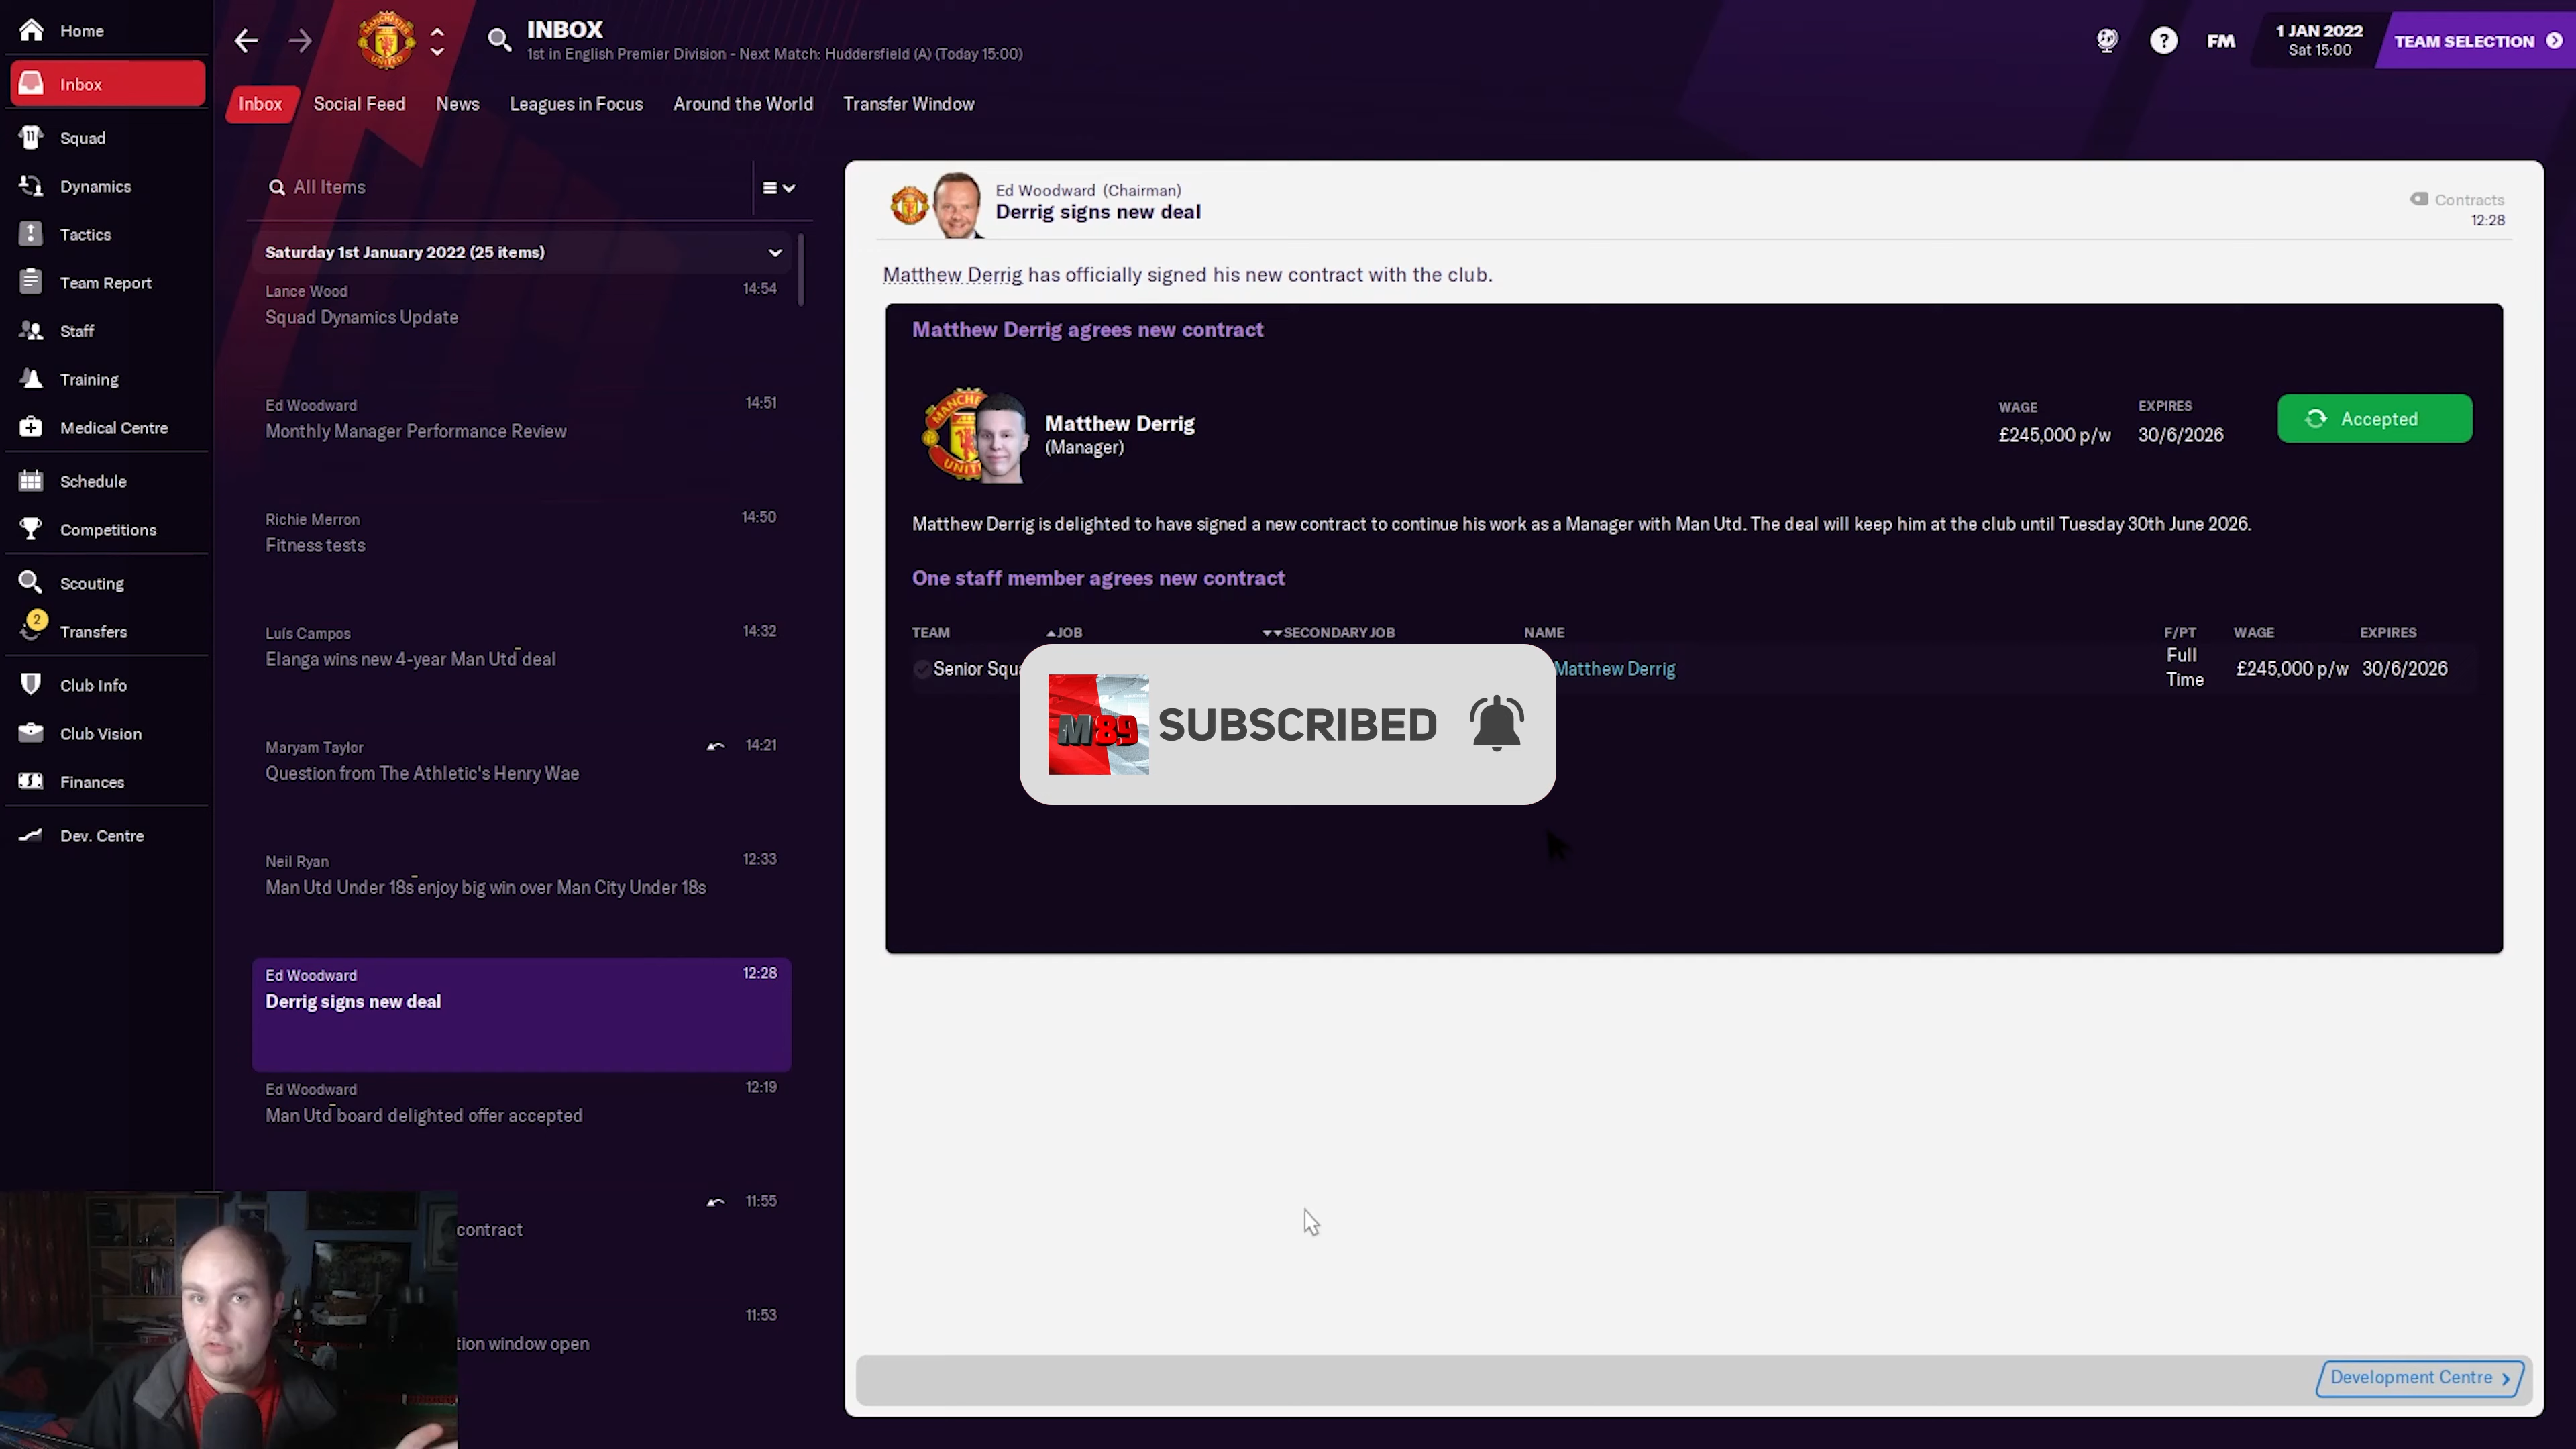 Home
Inbox
Squad
Dynamics
Tactics
Team Report
Staff
Training
Medical Centre
Schedule
Competitions
Scouting
2
Transfers
Club Info
Club Vision
Finances
Dev. Centre
INBOX
1st in English Premier Division - Next Match: Huddersfield (A) (Today 15:00)
?
FM
1 JAN 2022
Sat 15:00
TEAM SELECTION
Inbox
Social Feed
News
Leagues in Focus
Around the World
Transfer Window
All Items
Saturday 1st January 2022 (25 items)
Lance Wood 14:54
Squad Dynamics Update
Ed Woodward 14:51
Monthly Manager Performance Review
Richie Merron 14:50
Fitness tests
Luís Campos 14:32
Elanga wins new 4-year Man Utd deal
Maryam Taylor 14:21
Question from The Athletic's Henry Wae
Neil Ryan 12:33
Man Utd Under 18s enjoy big win over Man City Under 18s
Ed Woodward 12:28
Derrig signs new deal
Ed Woodward 12:19
Man Utd board delighted offer accepted
11:55
contract
11:53
tion window open
Ed Woodward (Chairman)
Derrig signs new deal
Contracts
12:28
Matthew Derrig has officially signed his new contract with the club.
Matthew Derrig agrees new contract
MANCHE
UNITED
Matthew Derrig
(Manager)
WAGE
£245,000 p/w
EXPIRES
30/6/2026
Accepted
Matthew Derrig is delighted to have signed a new contract to continue his work as a Manager with Man Utd. The deal will keep him at the club until Tuesday 30th June 2026.
One staff member agrees new contract
TEAM JOB SECONDARY JOB NAME F/PT WAGE EXPIRES
Senior Squa Matthew Derrig Full Time £245,000 p/w 30/6/2026
M89 SUBSCRIBED
Development Centre